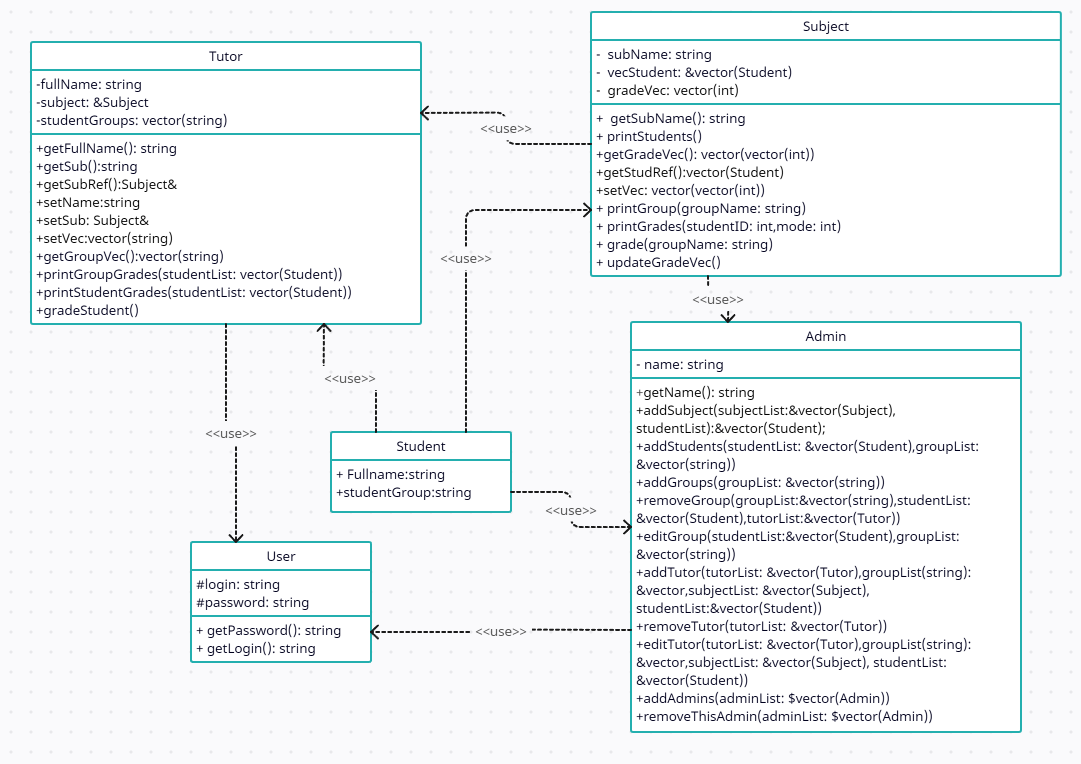 Tutor
-fullName: string
-subject: &Subject
-studentGroups: vector(string)
+getFullName(): string
+getSub():string
+getSubRef():Subject&
+setName:string
+setSub: Subject&
+setVec:vector(string)
+getGroupVec():vector(string)
+printGroupGrades(studentList: vector(Student))
+printStudentGrades(studentList: vector(Student))
+gradeStudent()
Subject
- subName: string
- vecStudent: &vector(Student)
- gradeVec: vector(int)
+ getSubName(): string
+ printStudents()
+getGradeVec(): vector(vector(int))
+getStudRef():vector(Student)
+setVec: vector(vector(int))
+ printGroup(groupName: string)
+ printGrades(studentID: int,mode: int)
+ grade(groupName: string)
+ updateGradeVec()
<<use>>
<<use>>
<<use>>
<<use>>
<<use>>
Student
+ Fullname:string
+studentGroup:string
<<use>>
Admin
- name: string
+getName(): string
+addSubject(subjectList:&vector(Subject),
studentList):&vector(Student);
+addStudents(studentList: &vector(Student),groupList:
&vector(string))
+addGroups(groupList: &vector(string))
+removeGroup(groupList:&vector(string),studentList:
&vector(Student),tutorList:&vector(Tutor))
+editGroup(studentList:&vector(Student),groupList:
&vector(string))
+addTutor(tutorList: &vector(Tutor),groupList(string):
&vector,subjectList: &vector(Subject),
studentList:&vector(Student))
+removeTutor(tutorList: &vector(Tutor))
+editTutor(tutorList: &vector(Tutor),groupList(string):
&vector,subjectList: &vector(Subject), studentList:
&vector(Student))
+addAdmins(adminList: $vector(Admin))
+removeThisAdmin(adminList: $vector(Admin))
User
#login: string
#password: string
+ getPassword(): string
+ getLogin(): string
<<use>>